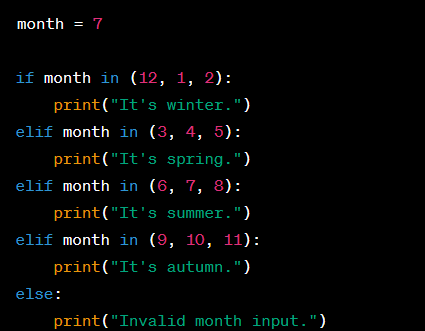 month = 7
if month in (12, 1, 2):
    print("It's winter.")
elif month in (3, 4, 5):
    print("It's spring.")
elif month in (6, 7, 8):
    print("It's summer.")
elif month in (9, 10, 11):
    print("It's autumn.")
else:
    print("Invalid month input.")